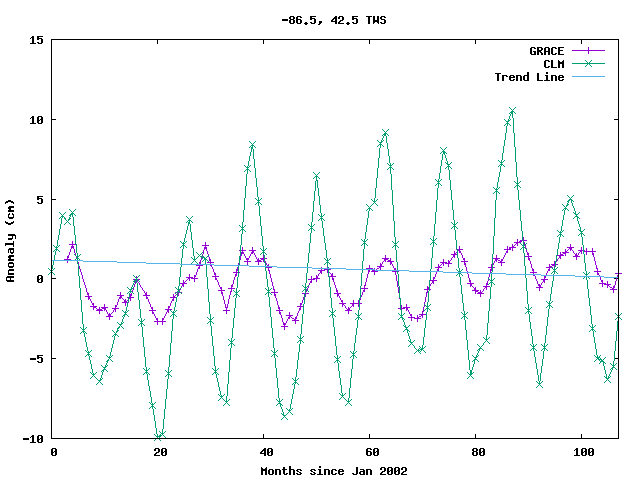 -86.5, 42.5 TWS
GRACE
CLM
Trend Line
15
10
5
0
-5
-10
Anomaly (cm)
0 20 40 60 80 100
Months since Jan 2002